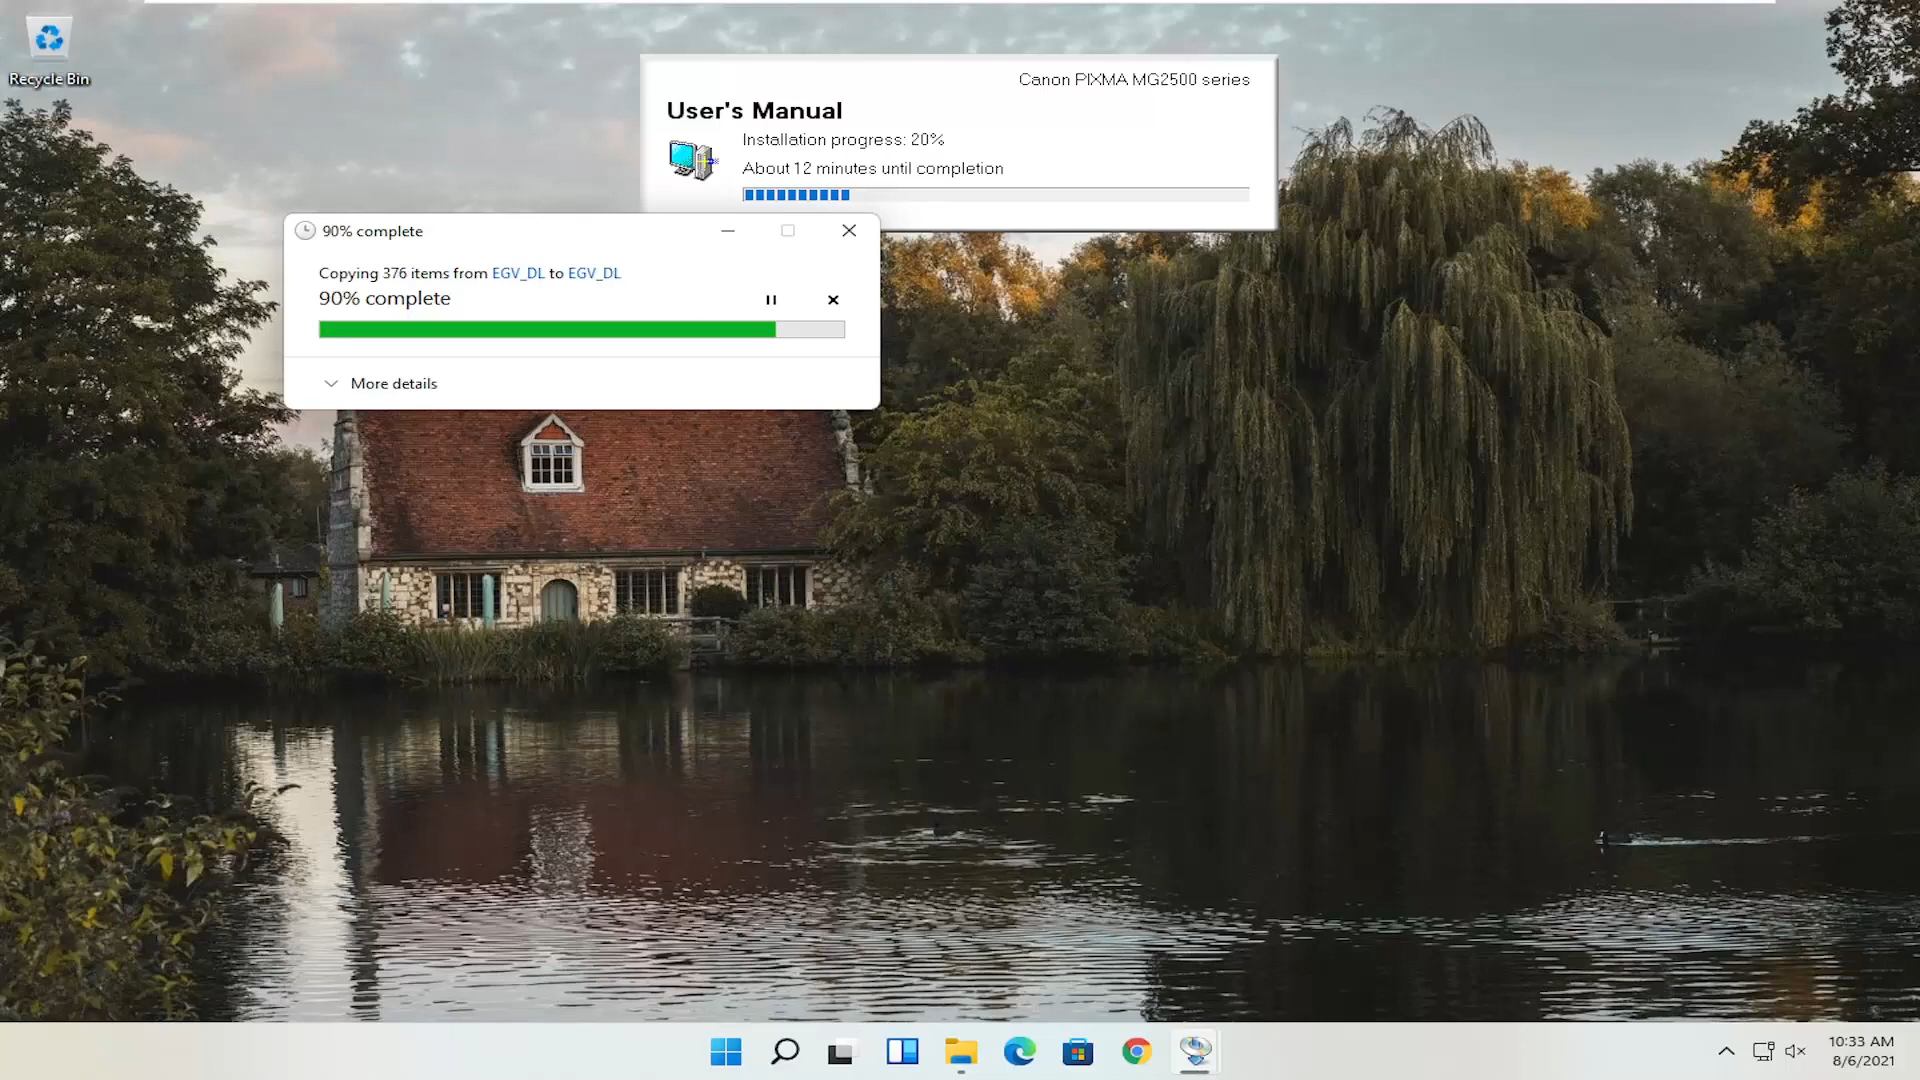 Recycle Bin
Canon PIXMA MG2500 series
User's Manual
Installation progress: 20%
About 12 minutes until completion
90% complete
Copying 376 items from EGV_DL to EGV_DL
90% complete
More details
10:33 AM
8/6/2021